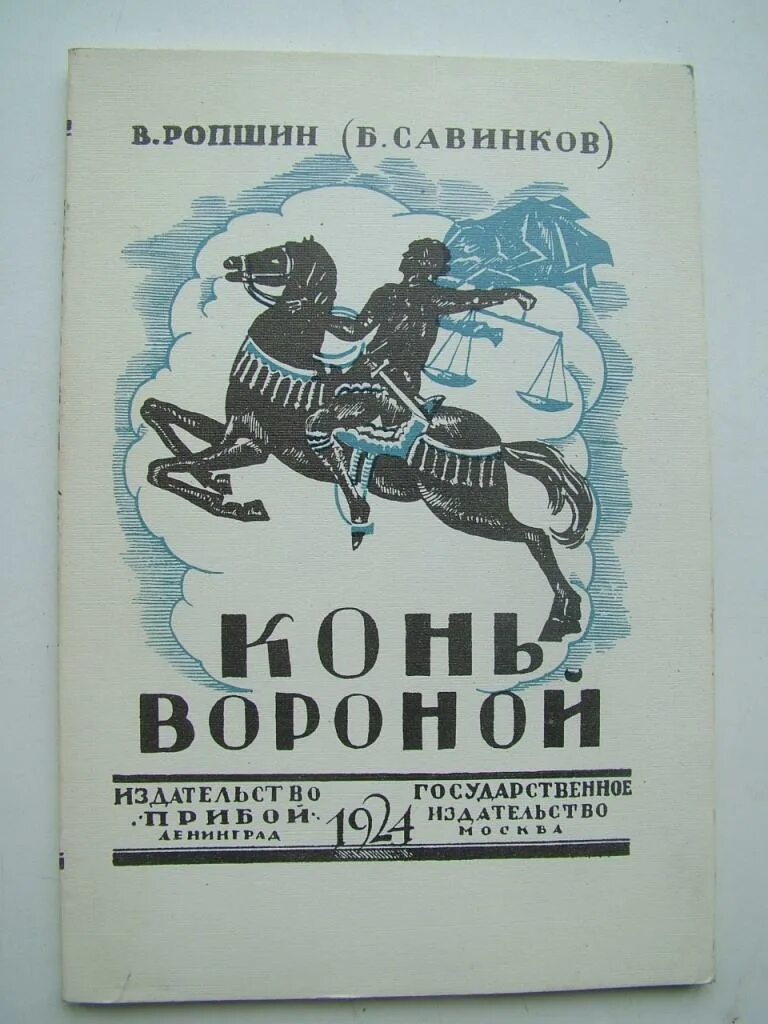 В. РОПШИН (Б. САВИНКОВ)
КОНЬ
ВОРОНОЙ
ИЗДАТЕЛЬСТВО
·ПРИБОЙ·
ЛЕНИНГРАД
1924
ГОСУДАРСТВЕННОЕ
ИЗДАТЕЛЬСТВО
МОСКВА